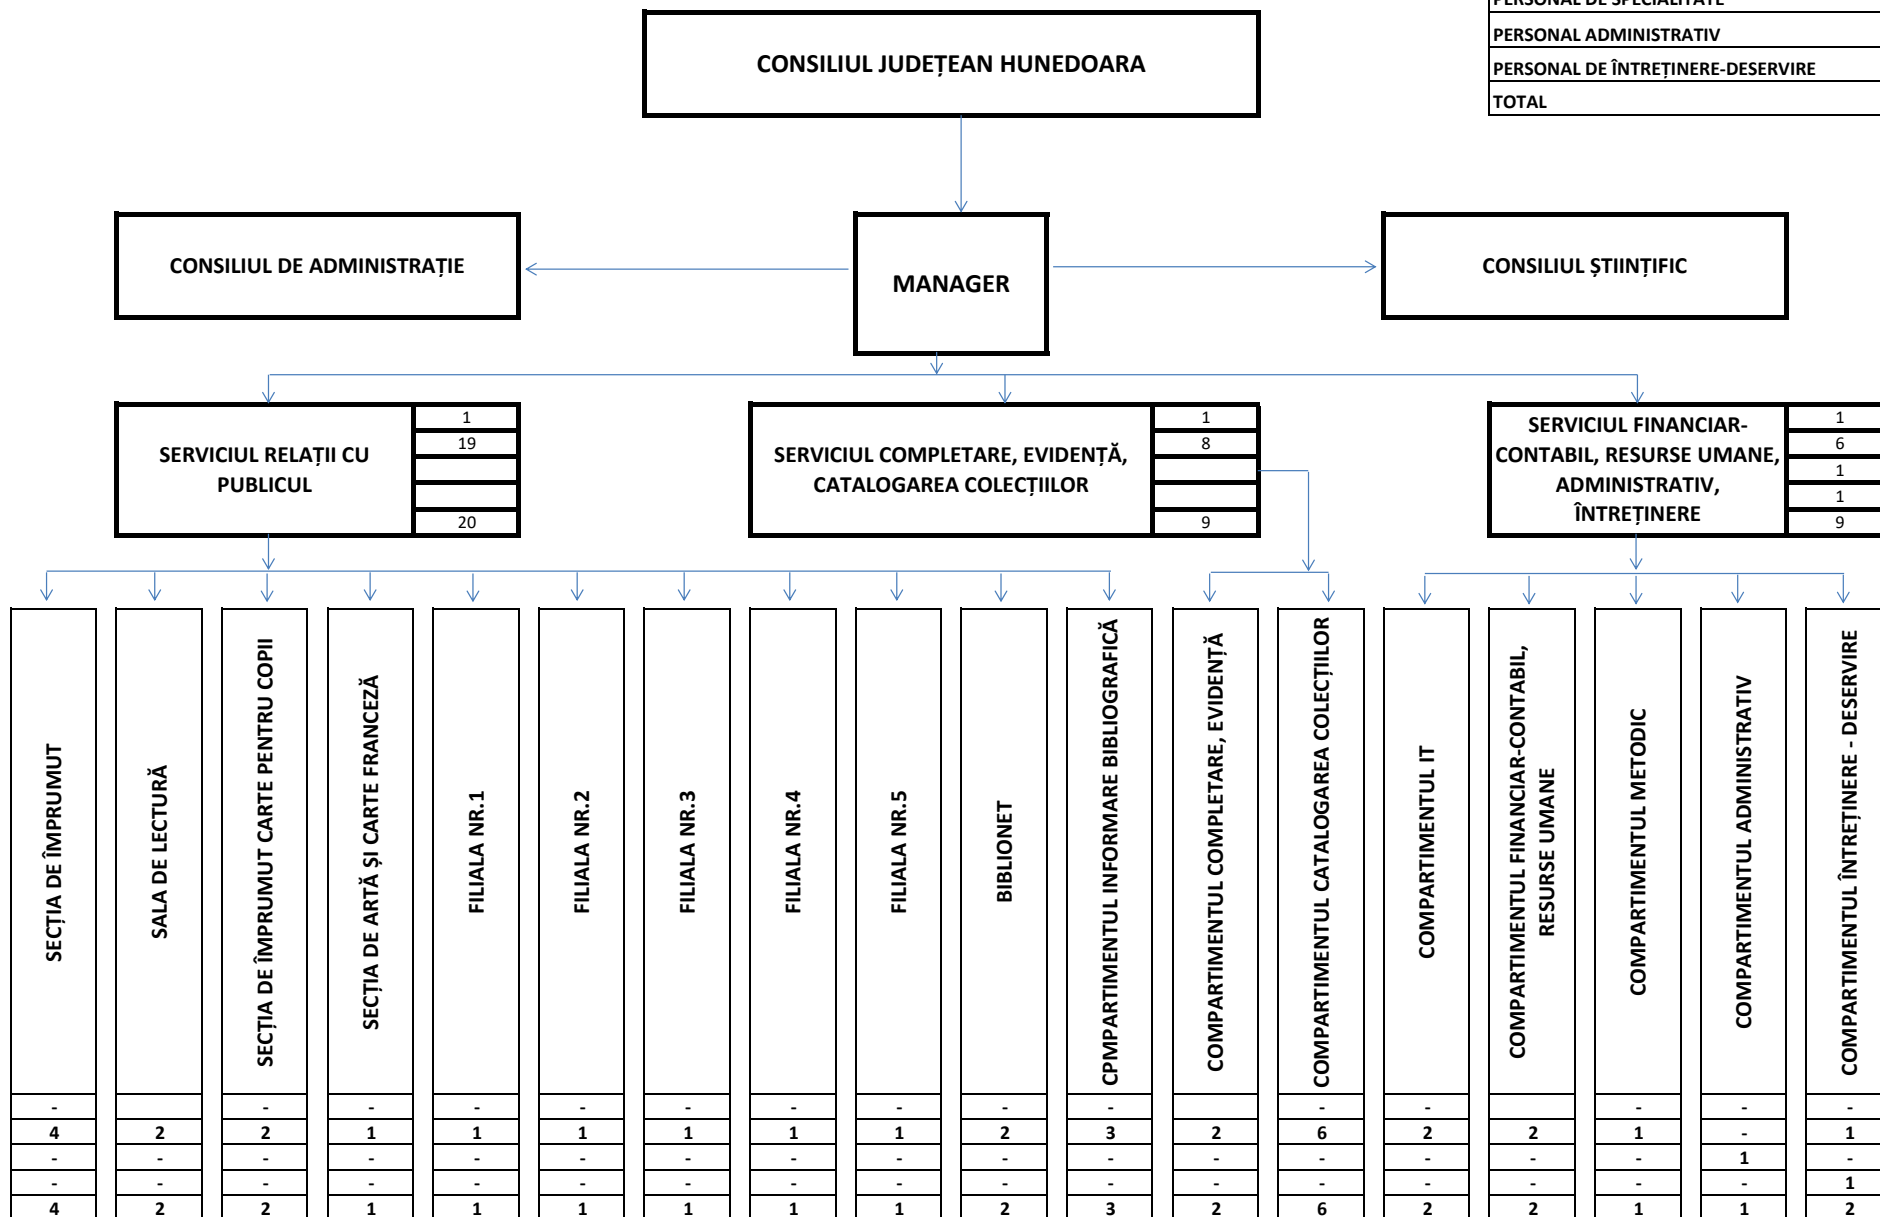 PERSONAL DE SPECIALITATE
PERSONAL ADMINISTRATIV
PERSONAL DE ÎNTREȚINERE-DESERVIRE
TOTAL
CONSILIUL JUDEȚEAN HUNEDOARA
CONSILIUL DE ADMINISTRAȚIE
MANAGER
CONSILIUL ȘTIINȚIFIC
SERVICIUL RELAȚII CU
PUBLICUL
1
19
20
SERVICIUL COMPLETARE, EVIDENȚĂ,
CATALOGAREA COLECȚIILOR
1
8
9
SERVICIUL FINANCIAR-
CONTABIL, RESURSE UMANE,
ADMINISTRATIV,
ÎNTREȚINERE
1
6
1
1
9
SECȚIA DE ÎMPRUMUT
SALA DE LECTURĂ
SECȚIA DE ÎMPRUMUT CARTE PENTRU COPII
SECȚIA DE ARTĂ ȘI CARTE FRANCEZĂ
FILIALA NR.1
FILIALA NR.2
FILIALA NR.3
FILIALA NR.4
FILIALA NR.5
BIBLIONET
CPMPARTIMENTUL INFORMARE BIBLIOGRAFICĂ
COMPARTIMENTUL COMPLETARE, EVIDENȚĂ
COMPARTIMENTUL CATALOGAREA COLECȚIILOR
COMPARTIMENTUL IT
COMPARTIMENTUL FINANCIAR-CONTABIL,
RESURSE UMANE
COMPARTIMENTUL METODIC
COMPARTIMENTUL ADMINISTRATIV
COMPARTIMENTUL ÎNTREȚINERE - DESERVIRE
- - - - - - - - - - - - - - -
4 2 2 1 1 1 1 1 1 2 3 2 6 2 2 1 - 1
- - - - - - - - - - - - - - - - 1 -
- - - - - - - - - - - - - - - - - 1
4 2 2 1 1 1 1 1 1 2 3 2 6 2 2 1 1 2